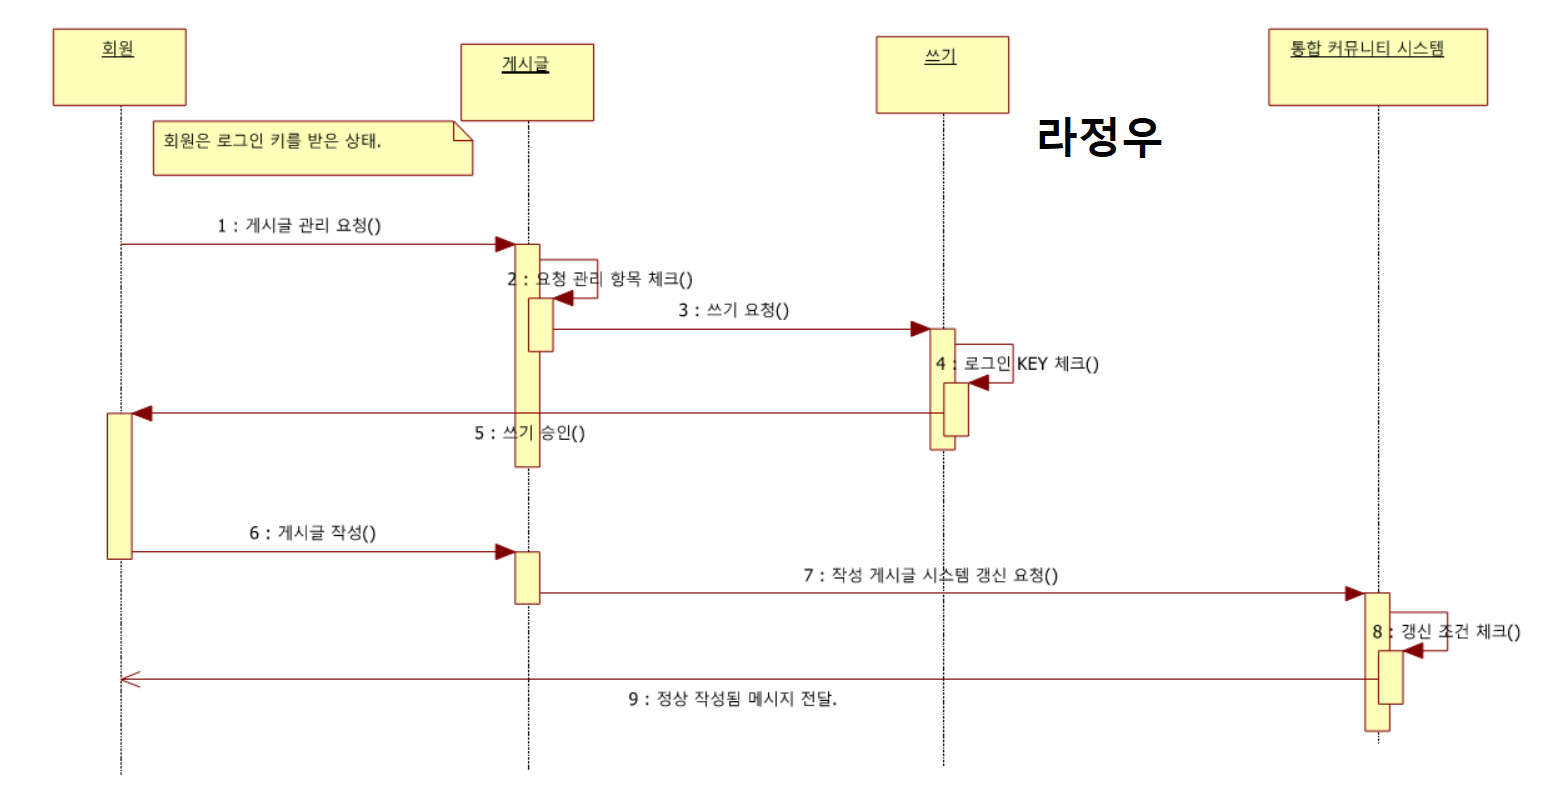 회원
게시글
쓰기
통합 커뮤니티 시스템
회원은 로그인 키를 받은 상태.
라정우
1 : 게시글 관리 요청()
2 : 요청 관리 항목 체크()
3 : 쓰기 요청()
4 : 로그인 KEY 체크()
5 : 쓰기 승인()
6 : 게시글 작성()
7 : 작성 게시글 시스템 갱신 요청()
8 : 갱신 조건 체크()
9 : 정상 작성됨 메시지 전달.